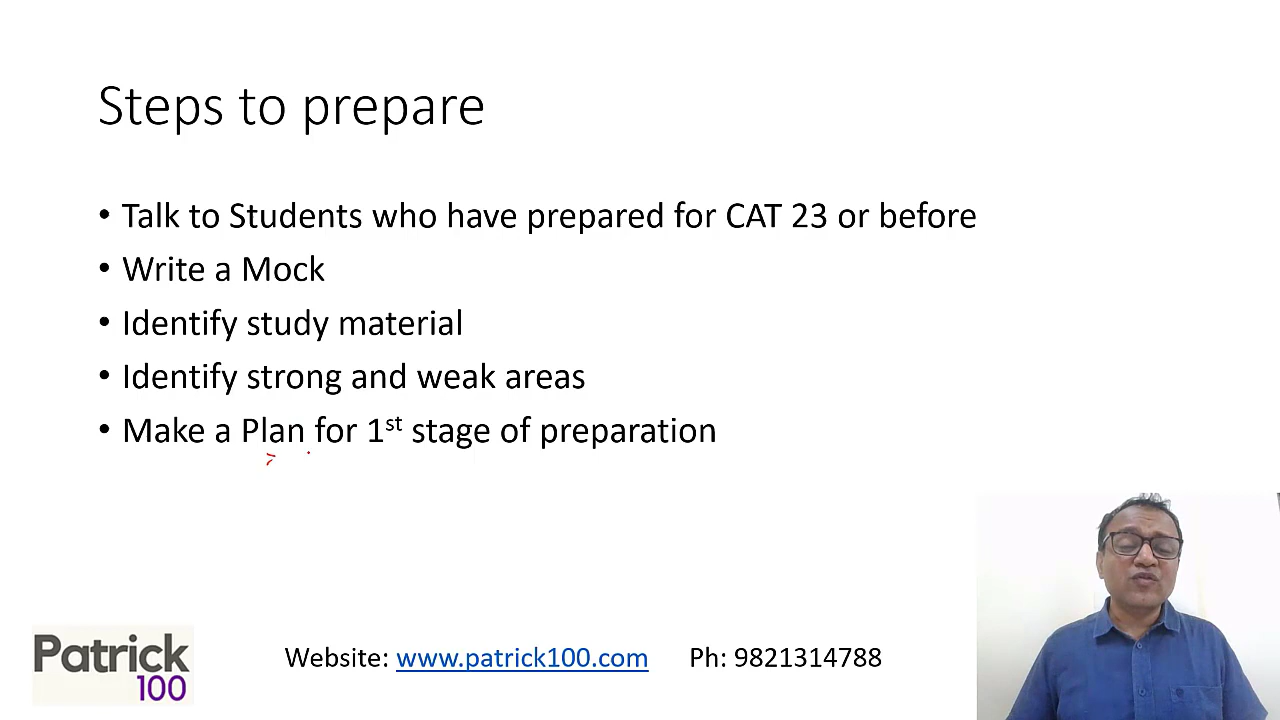 Steps to prepare
• Talk to Students who have prepared for CAT 23 or before
• Write a Mock
• Identify study material
• Identify strong and weak areas
• Make a Plan for 1st stage of preparation
Patrick
100
Website: www.patrick100.com Ph: 9821314788